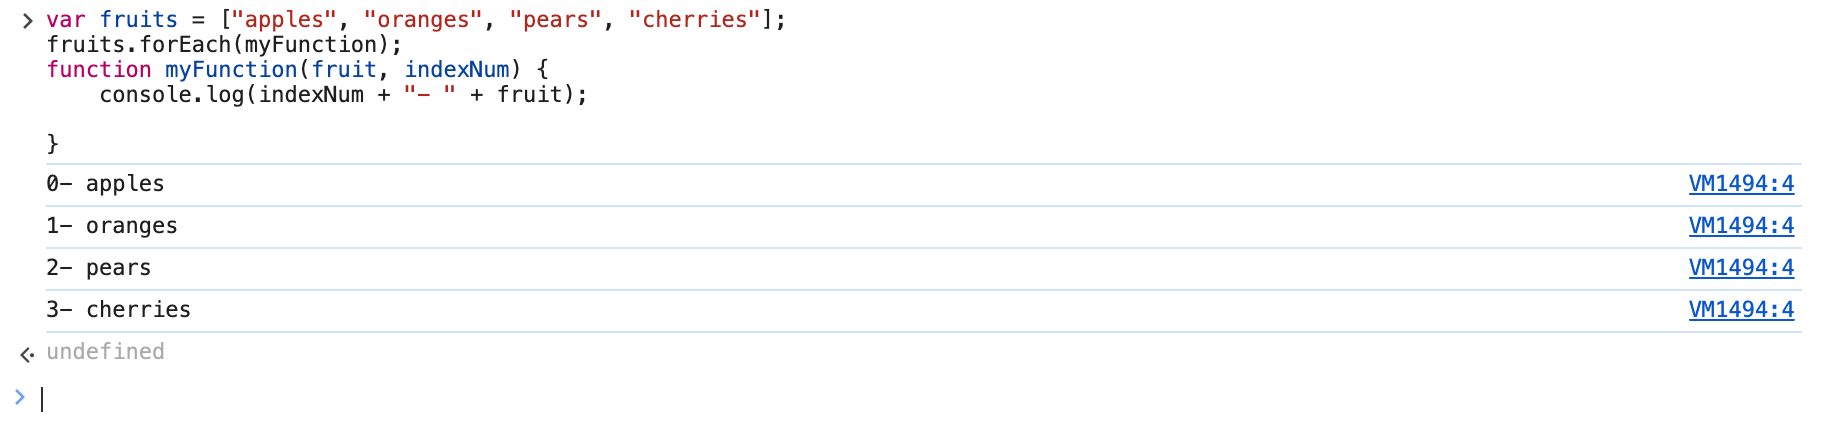 var fruits = ["apples", "oranges", "pears", "cherries"];
fruits.forEach(myFunction);
function myFunction(fruit, indexNum) {
    console.log(indexNum + "– " + fruit);
}
0– apples VM1494:4
1– oranges VM1494:4
2– pears VM1494:4
3– cherries VM1494:4
undefined